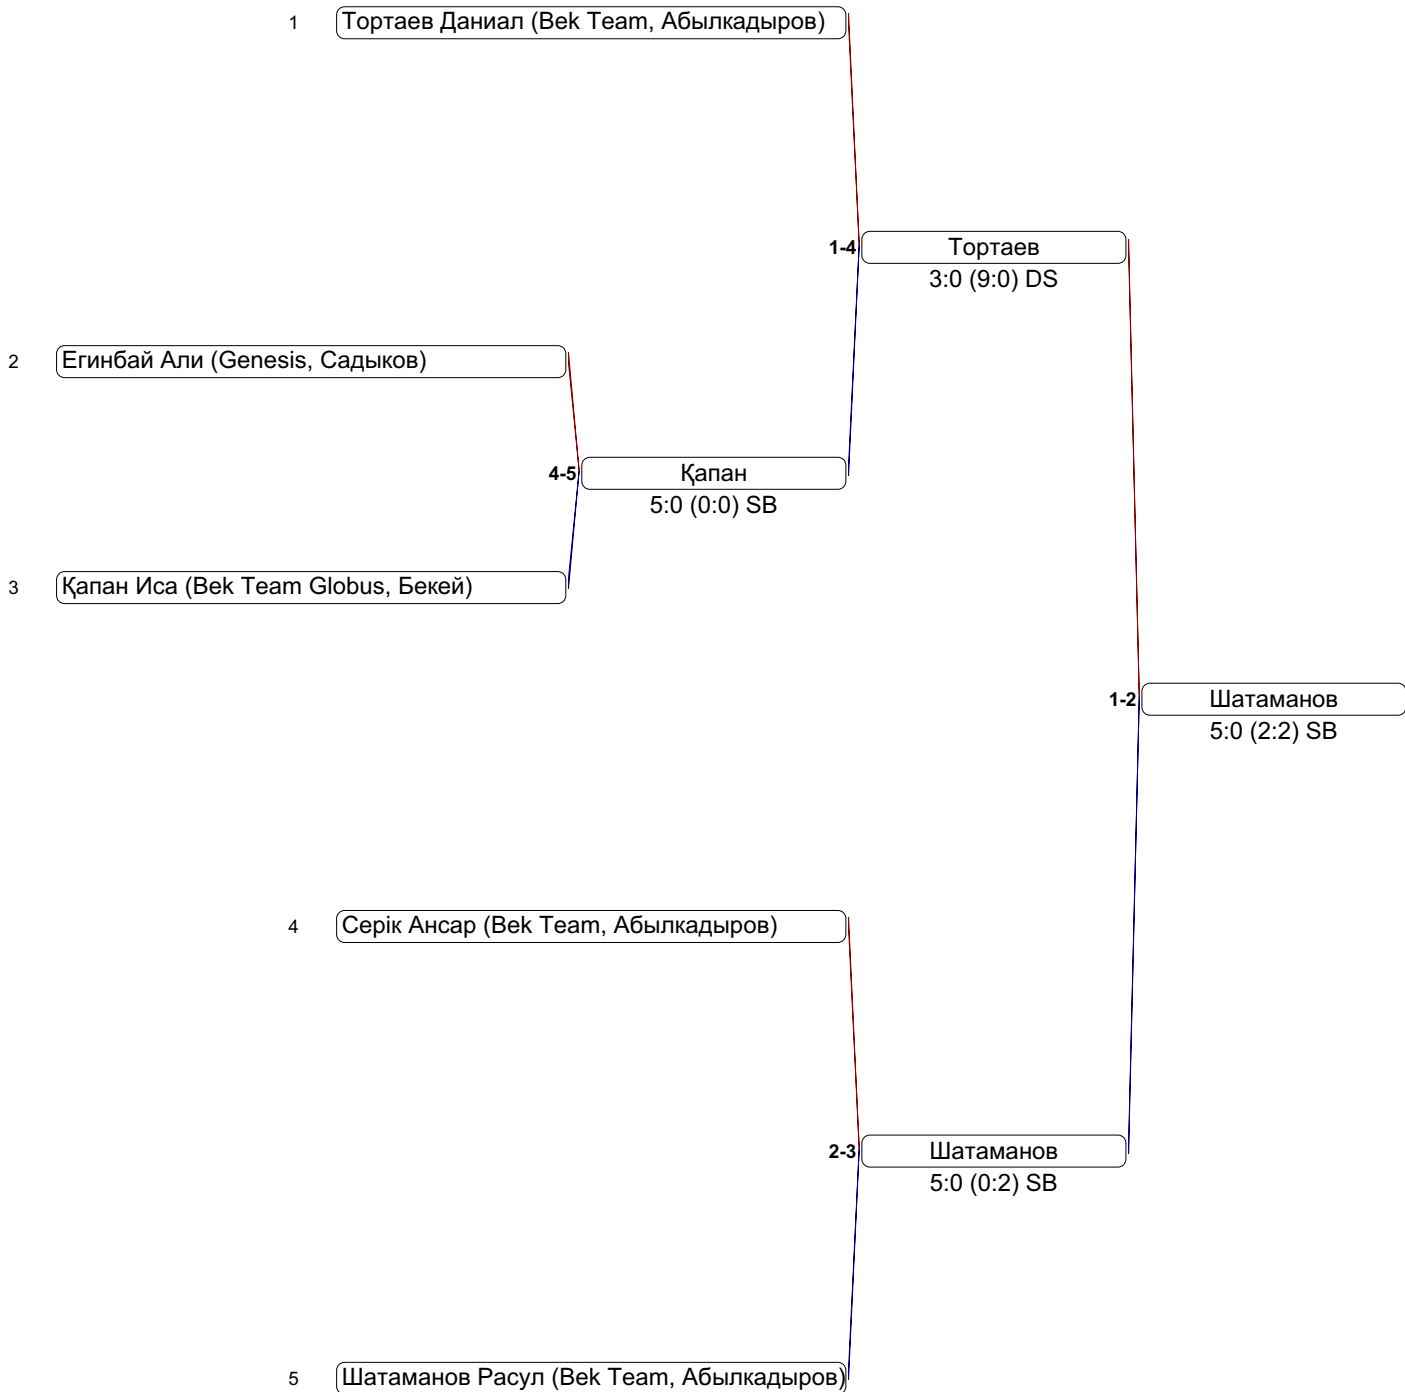 1 Тортаев Даниал (Bek Team, Абылкадыров)
1-4 Тортаев
3:0 (9:0) DS
2 Егинбай Али (Genesis, Садыков)
4-5 Қапан
5:0 (0:0) SB
3 Қапан Иса (Bek Team Globus, Бекей)
1-2 Шатаманов
5:0 (2:2) SB
4 Серік Ансар (Bek Team, Абылкадыров)
2-3 Шатаманов
5:0 (0:2) SB
5 Шатаманов Расул (Bek Team, Абылкадыров)